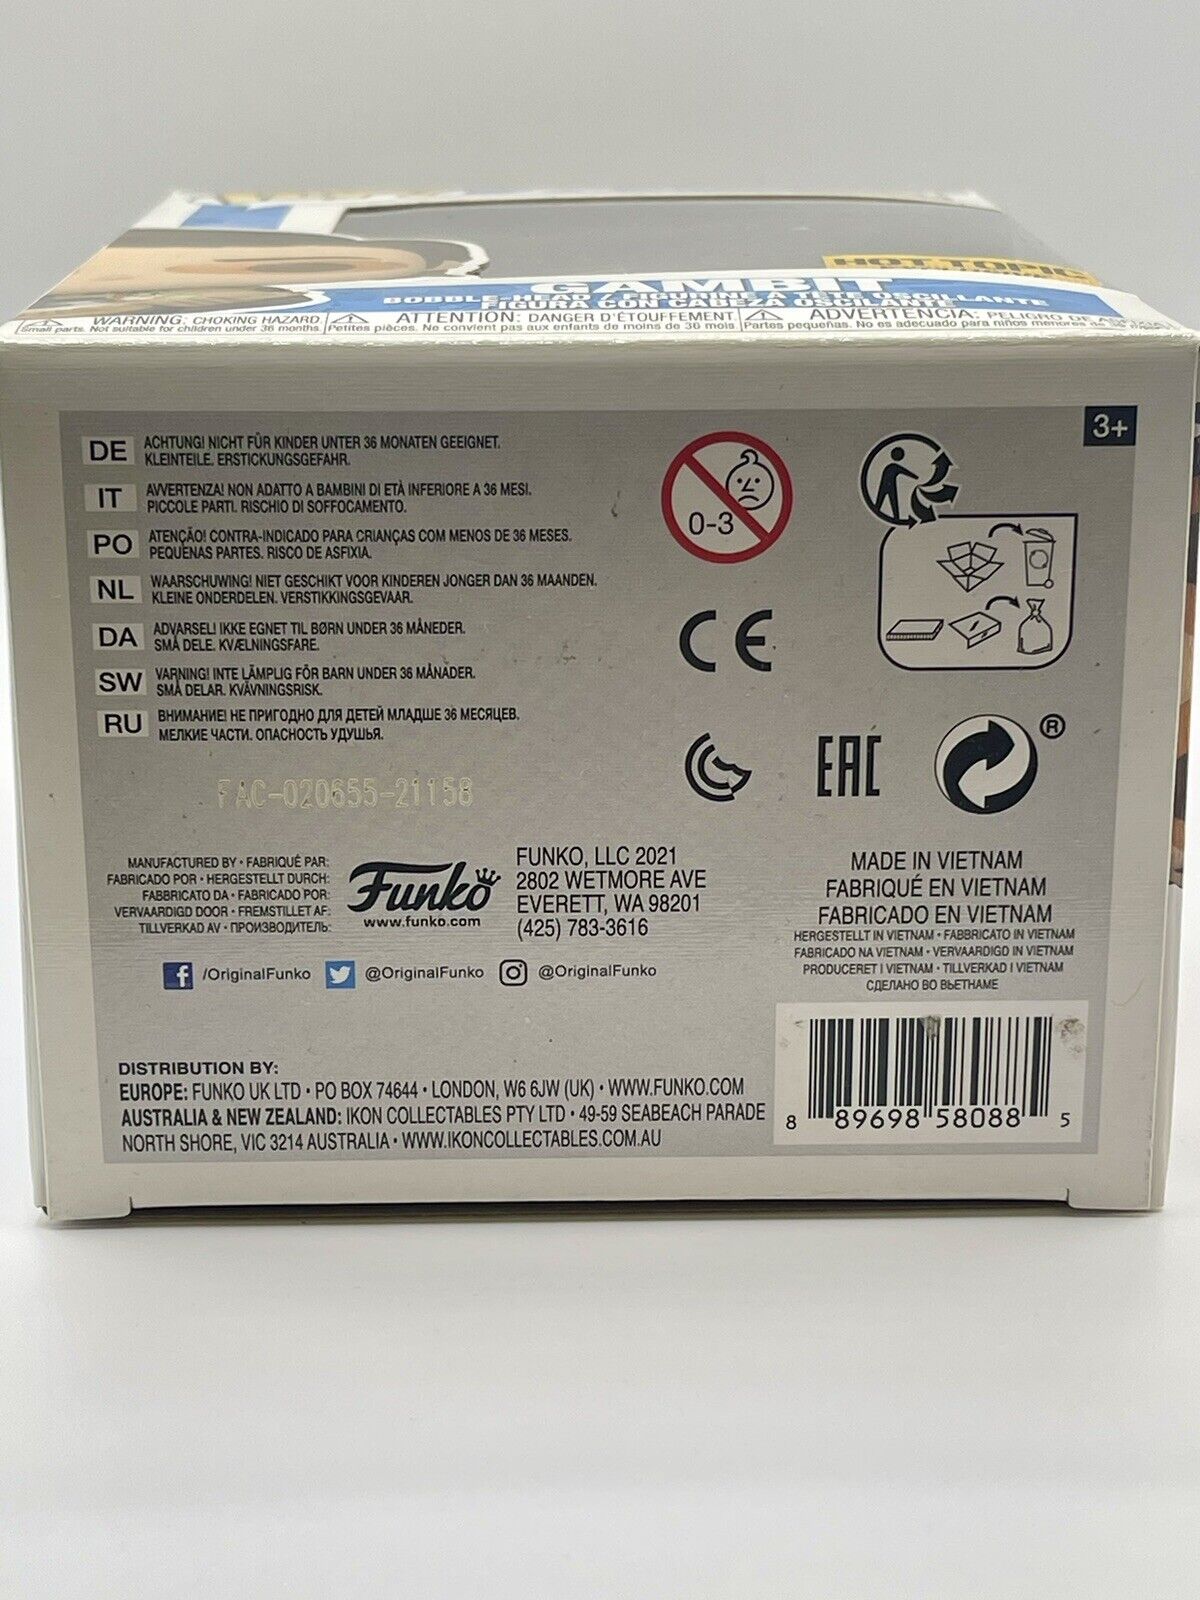 HOT TOPIC
GAMBIT
BOBBLE-HEAD / FIGURINE A TÊTE OSCILLANTE
FIGURA CON CABEZA OSCILANTE
WARNING: CHOKING HAZARD
Small parts. Not suitable for children under 36 months.
ATTENTION: DANGER D'ÉTOUFFEMENT
Petites pièces. Ne convient pas aux enfants de moins de 36 mois
ADVERTENCIA: PELIGRO DE
Partes pequeñas. No es adecuado para niños menores de
3+
DE ACHTUNG! NICHT FÜR KINDER UNTER 36 MONATEN GEEIGNET.
KLEINTEILE. ERSTICKUNGSGEFAHR.
IT AVVERTENZA! NON ADATTO A BAMBINI DI ETÀ INFERIORE A 36 MESI.
PICCOLE PARTI. RISCHIO DI SOFFOCAMENTO.
PO ATENÇÃO! CONTRA-INDICADO PARA CRIANÇAS COM MENOS DE 36 MESES.
PEQUENAS PARTES. RISCO DE ASFIXIA.
NL WAARSCHUWING! NIET GESCHIKT VOOR KINDEREN JONGER DAN 36 MAANDEN.
KLEINE ONDERDELEN. VERSTIKKINGSGEVAAR.
DA ADVARSEL! IKKE EGNET TIL BØRN UNDER 36 MÅNEDER.
SMÅ DELE. KVÆLNINGSFARE.
SW VARNING! INTE LÄMPLIG FÖR BARN UNDER 36 MÅNADER.
SMÅ DELAR. KVÄVNINGSRISK.
RU ВНИМАНИЕ! НЕ ПРИГОДНО ДЛЯ ДЕТЕЙ МЛАДШЕ 36 МЕСЯЦЕВ.
МЕЛКИЕ ЧАСТИ. ОПАСНОСТЬ УДУШЬЯ.
0-3
CE
EAC
®
FAC-020655-21158
MANUFACTURED BY • FABRIQUÉ PAR:
FABRICADO POR • HERGESTELLT DURCH:
FABBRICATO DA • FABRICADO POR:
VERVAARDIGD DOOR • FREMSTILLET AF:
TILLVERKAD AV • ПРОИЗВОДИТЕЛЬ:
Funko
www.funko.com
FUNKO, LLC 2021
2802 WETMORE AVE
EVERETT, WA 98201
(425) 783-3616
/OriginalFunko @OriginalFunko @OriginalFunko
MADE IN VIETNAM
FABRIQUÉ EN VIETNAM
FABRICADO EN VIETNAM
HERGESTELLT IN VIETNAM • FABBRICATO IN VIETNAM
FABRICADO NA VIETNAM • VERVAARDIGD IN VIETNAM
PRODUCERET I VIETNAM • TILLVERKAD I VIETNAM
СДЕЛАНО ВО ВЬЕТНАМЕ
DISTRIBUTION BY:
EUROPE: FUNKO UK LTD • PO BOX 74644 • LONDON, W6 6JW (UK) • WWW.FUNKO.COM
AUSTRALIA & NEW ZEALAND: IKON COLLECTABLES PTY LTD • 49-59 SEABEACH PARADE
NORTH SHORE, VIC 3214 AUSTRALIA • WWW.IKONCOLLECTABLES.COM.AU
8 89698 58088 5